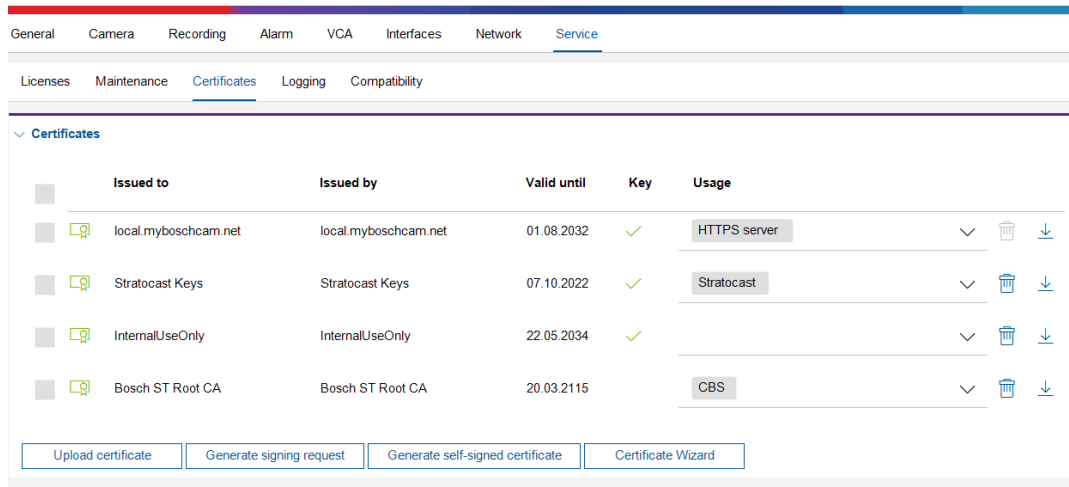 General Camera Recording Alarm VCA Interfaces Network Service
Licenses Maintenance Certificates Logging Compatibility
Certificates
Issued to Issued by Valid until Key Usage
local.myboschcam.net local.myboschcam.net 01.08.2032 HTTPS server
Stratocast Keys Stratocast Keys 07.10.2022 Stratocast
InternalUseOnly InternalUseOnly 22.05.2034
Bosch ST Root CA Bosch ST Root CA 20.03.2115 CBS
Upload certificate Generate signing request Generate self-signed certificate Certificate Wizard